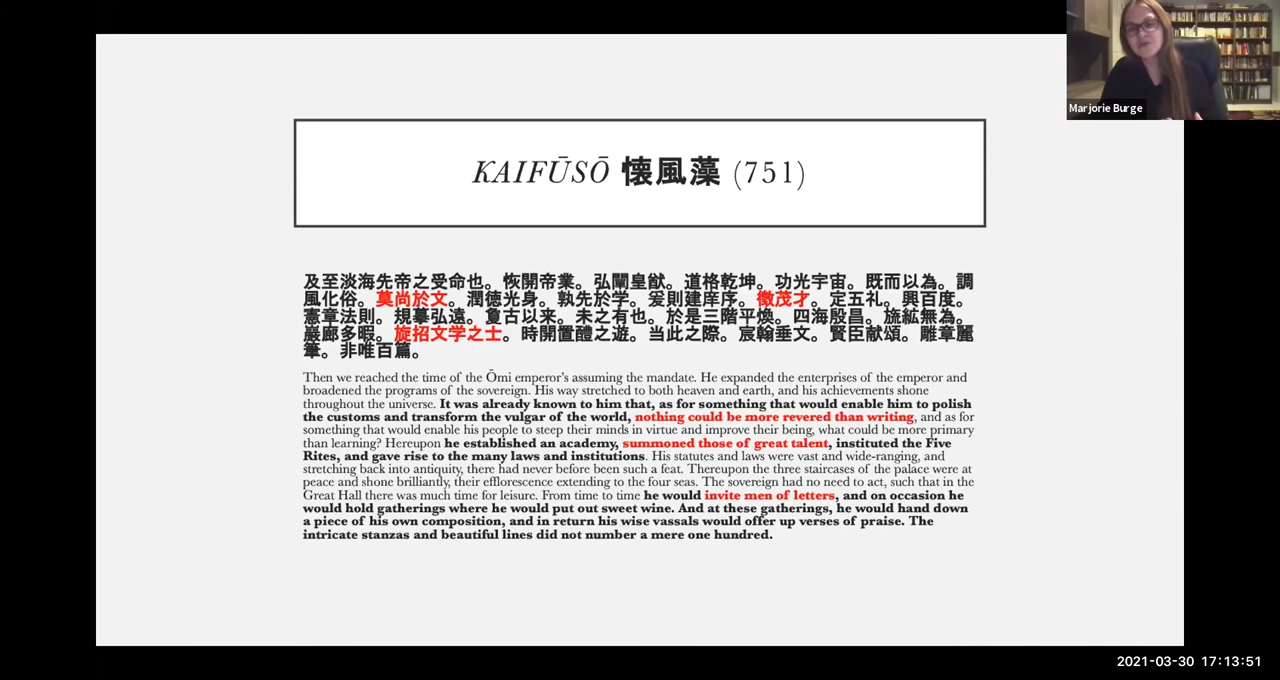 Marjorie Burge
KAIFŪSŌ 懐風藻 (751)
及至淡海先帝之受命也。恢開帝業。弘闡皇猷。道格乾坤。功光宇宙。既而以為。調
風化俗。莫尚於文。潤徳光身。孰先於学。爰則建庠序。徴茂才。定五礼。興百度。
憲章法則。規摹弘遠。夐古以来。未之有也。於是三階平煥。四海殷昌。旒紘無為。
巖廊多暇。旋招文学之士。時開置醴之遊。当此之際。宸翰垂文。賢臣献頌。雕章麗
筆。非唯百篇。
Then we reached the time of the Ōmi emperor's assuming the mandate. He expanded the enterprises of the emperor and
broadened the programs of the sovereign. His way stretched to both heaven and earth, and his achievements shone
throughout the universe. It was already known to him that, as for something that would enable him to polish
the customs and transform the vulgar of the world, nothing could be more revered than writing, and as for
something that would enable his people to steep their minds in virtue and improve their being, what could be more primary
than learning? Hereupon he established an academy, summoned those of great talent, instituted the Five
Rites, and gave rise to the many laws and institutions. His statutes and laws were vast and wide-ranging, and
stretching back into antiquity, there had never before been such a feat. Thereupon the three staircases of the palace were at
peace and shone brilliantly, their efflorescence extending to the four seas. The sovereign had no need to act, such that in the
Great Hall there was much time for leisure. From time to time he would invite men of letters, and on occasion he
would hold gatherings where he would put out sweet wine. And at these gatherings, he would hand down
a piece of his own composition, and in return his wise vassals would offer up verses of praise. The
intricate stanzas and beautiful lines did not number a mere one hundred.
2021-03-30 17:13:51